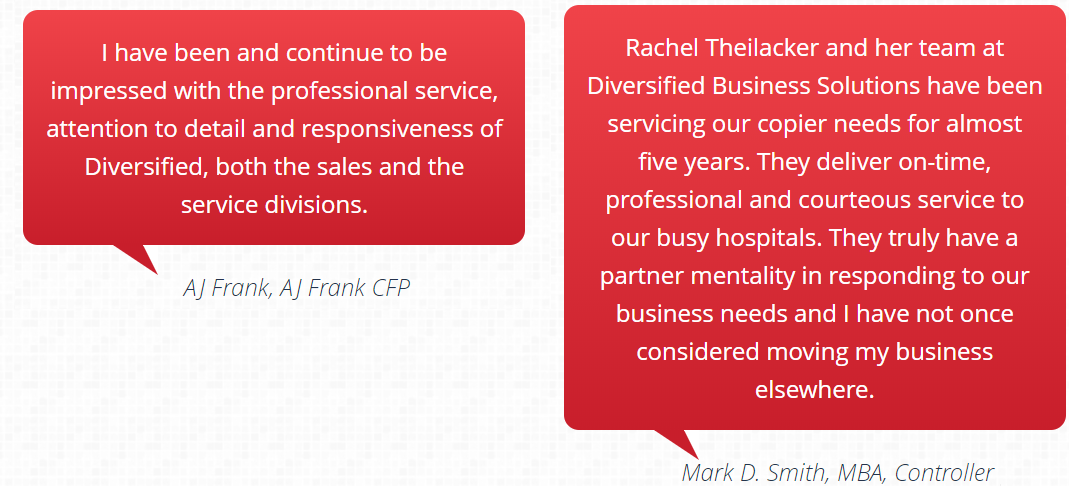 I have been and continue to be
impressed with the professional service,
attention to detail and responsiveness of
Diversified, both the sales and the
service divisions.
AJ Frank, AJ Frank CFP
Rachel Theilacker and her team at
Diversified Business Solutions have been
servicing our copier needs for almost
five years. They deliver on-time,
professional and courteous service to
our busy hospitals. They truly have a
partner mentality in responding to our
business needs and I have not once
considered moving my business
elsewhere.
Mark D. Smith, MBA, Controller